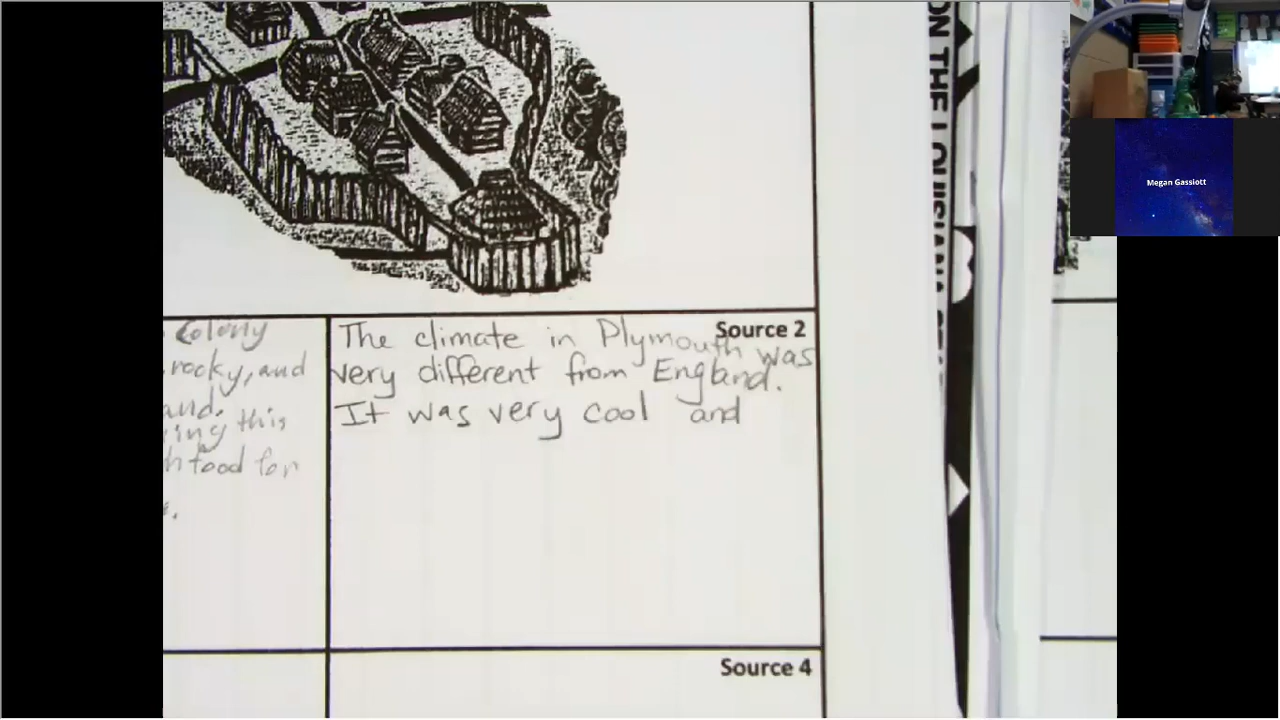 Colony
rocky, and
this
food for
Source 2
The climate in Plymouth was
very different from England.
It was very cool and
Source 4
ON THE LOUISIANA
Megan Gassiott